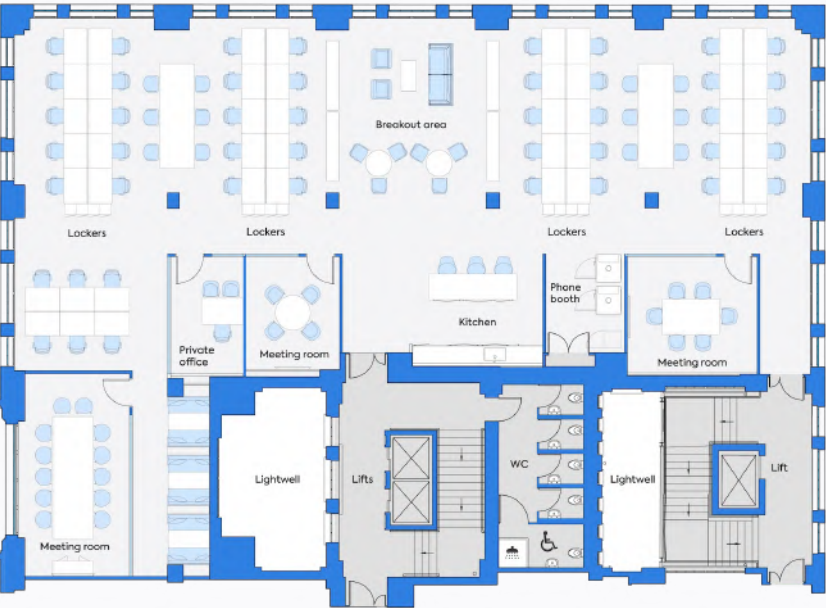 Breakout area
Lockers
Lockers
Lockers
Lockers
Phone
booth
Kitchen
Private
office
Meeting room
Meeting room
Lightwell
Lifts
WC
Lightwell
Lift
Meeting room